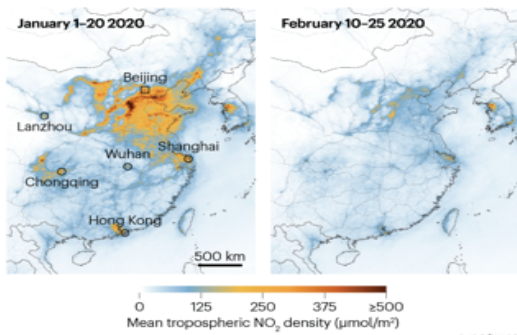 January 1–20 2020
February 10–25 2020
Beijing
Lanzhou
Wuhan
Shanghai
Chongqing
Hong Kong
500 km
0 125 250 375 ≥500
Mean tropospheric NO₂ density (μmol/m²)